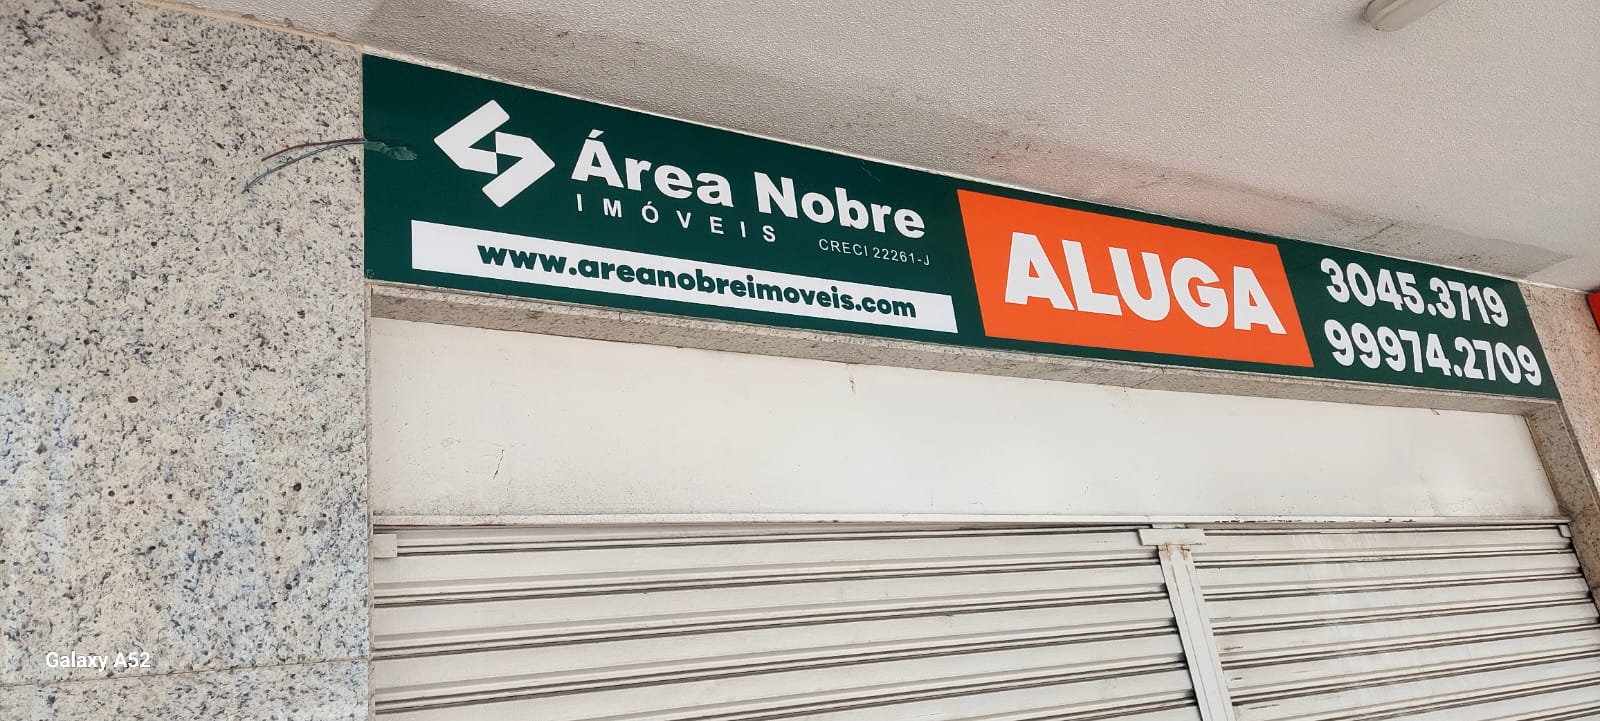 Área Nobre
IMÓVEIS
CRECI 22261-J
www.areanobreimoveis.com
ALUGA
3045.3719
99974.2709
Galaxy A52